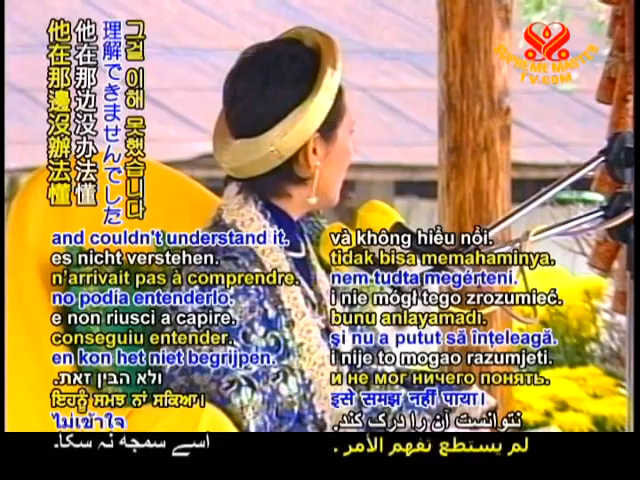 SUPREME MASTER
TV.COM
그걸 이해 못했습니다
理解できませんでした
他在那边没办法懂
他在那邊沒辦法懂
and couldn't understand it.
es nicht verstehen.
n'arrivait pas à comprendre.
no podía entenderlo.
e non riusci a capire.
conseguiu entender.
en kon het niet begrijpen.
ולא הבין זאת.
ਇਹਨੂੰ ਸਮਝ ਨਾਂ ਸਕਿਆ।
ไม่เข้าใจ
اسے سمجھ نہ سکا۔
và không hiểu nổi.
tidak bisa memahaminya.
nem tudta megérteni.
i nie mógł tego zrozumieć.
bunu anlayamadı.
şi nu a putut să înţeleagă.
i nije to mogao razumjeti.
и не мог ничего понять.
इसे समझ नहीं पाया।
نتوانست آن را درک کند.
لم يستطع تفهم الأمر .